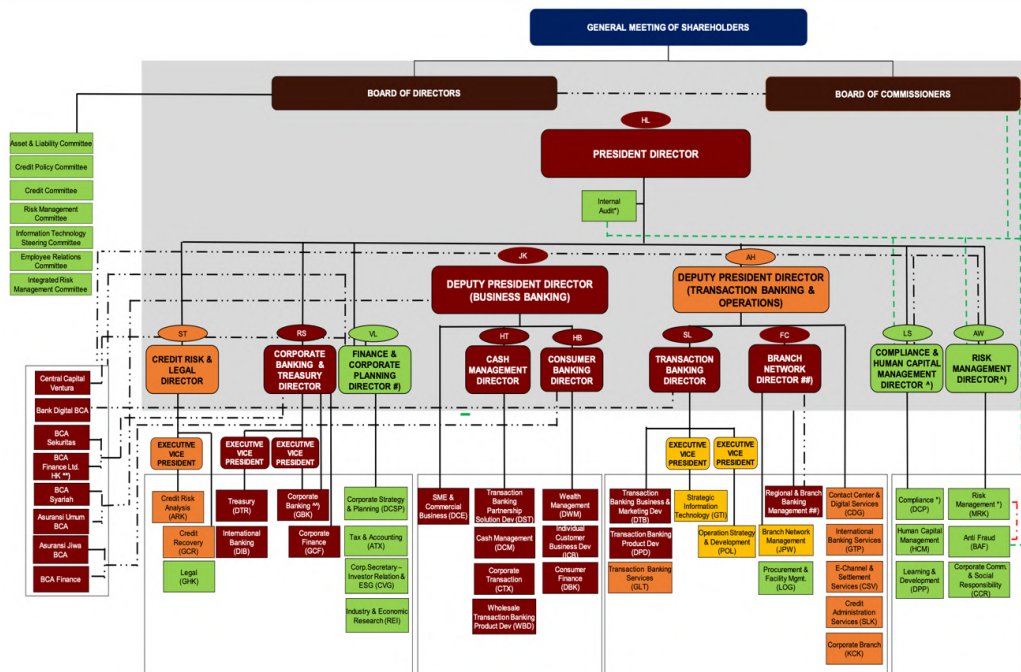 GENERAL MEETING OF SHAREHOLDERS
BOARD OF DIRECTORS
BOARD OF COMMISSIONERS
HL
PRESIDENT DIRECTOR
Asset & Liability Committee
Credit Policy Committee
Credit Committee
Risk Management
Committee
Information Technology
Steering Committee
Employee Relations
Committee
Integrated Risk
Management Committee
Internal
Audit*)
JK
DEPUTY PRESIDENT DIRECTOR
(BUSINESS BANKING)
AH
DEPUTY PRESIDENT DIRECTOR
(TRANSACTION BANKING &
OPERATIONS)
ST
CREDIT RISK &
LEGAL
DIRECTOR
RS
CORPORATE
BANKING &
TREASURY
DIRECTOR
VL
FINANCE &
CORPORATE
PLANNING
DIRECTOR #)
HT
CASH
MANAGEMENT
DIRECTOR
HB
CONSUMER
BANKING
DIRECTOR
SL
TRANSACTION
BANKING
DIRECTOR
FC
BRANCH
NETWORK
DIRECTOR ##)
LS
COMPLIANCE &
HUMAN CAPITAL
MANAGEMENT
DIRECTOR ^)
AW
RISK
MANAGEMENT
DIRECTOR^)
Central Capital
Ventura
Bank Digital BCA
BCA
Sekuritas
BCA
Finance Ltd.
HK **)
BCA
Syariah
Asuransi Umum
BCA
Asuransi Jiwa
BCA
BCA Finance
EXECUTIVE
VICE
PRESIDENT
EXECUTIVE
VICE
PRESIDENT
EXECUTIVE
VICE
PRESIDENT
EXECUTIVE
VICE
PRESIDENT
EXECUTIVE
VICE
PRESIDENT
Credit Risk
Analysis
(ARK)
Credit
Recovery
(GCR)
Legal
(GHK)
Treasury
(DTR)
International
Banking (DIB)
Corporate
Banking ^^)
(GBK)
Corporate
Finance (GCF)
Corporate Strategy
& Planning (DCSP)
Tax & Accounting
(ATX)
Corp.Secretary –
Investor Relation &
ESG (CVG)
Industry & Economic
Research (REI)
SME &
Commercial
Business (DCE)
Transaction
Banking
Partnership
Solution Dev (DST)
Cash Management
(DCM)
Corporate
Transaction
(CTX)
Wholesale
Transaction Banking
Product Dev (WBD)
Wealth
Management
(DWM)
Individual
Customer
Business Dev
(ICB)
Consumer
Finance
(DBK)
Transaction
Banking Business &
Marketing Dev
(DTB)
Transaction Banking
Product Dev
(DPD)
Transaction Banking
Services
(GLT)
Strategic
Information
Technology (GTI)
Operation Strategy &
Development
(POL)
Regional & Branch
Banking
Management ##)
Branch Network
Management (JPW)
Procurement &
Facility Mgmt.
(LOG)
Contact Center &
Digital Services
(CDG)
International
Banking Services
(GTP)
E-Channel &
Settlement
Services (CSV)
Credit
Administration
Services (SLK)
Corporate Branch
(KCK)
Compliance *)
(DCP)
Human Capital
Management
(HCM)
Learning &
Development
(DPP)
Risk
Management *)
(MRK)
Anti Fraud
(BAF)
Corporate Comm.
& Social
Responsibility
(CCR)